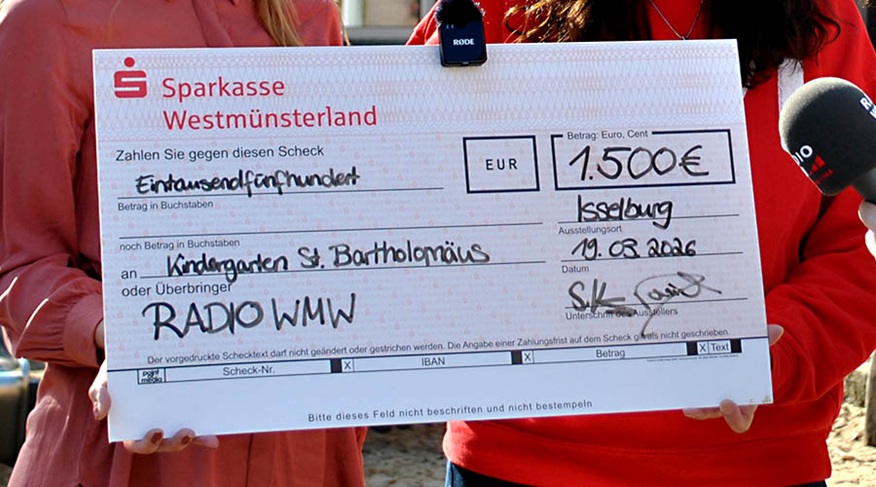 RØDE
Sparkasse
Westmünsterland
Zahlen Sie gegen diesen Scheck
Eintausendfünfhundert
Betrag in Buchstaben
EUR
Betrag: Euro, Cent
1.500€
noch Betrag in Buchstaben
Isselburg
Ausstellungsort
an Kindergarten St. Bartholomäus
19.03.2026
Datum
oder Überbringer
RADIO WMW
Unterschrift des Ausstellers
Der vorgedruckte Schecktext darf nicht geändert oder gestrichen werden. Die Angabe einer Zahlungsfrist auf dem Scheck gilt als nicht geschrieben.
Scheck-Nr. X IBAN X Betrag X Text
Bitte dieses Feld nicht beschriften und nicht bestempeln